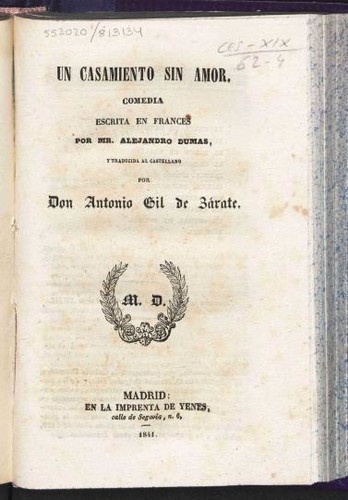 552020/813134
CES-XIX
62-4
UN CASAMIENTO SIN AMOR.
COMEDIA
ESCRITA EN FRANCES
POR MR. ALEJANDRO DUMAS,
Y TRADUCIDA AL CASTELLANO
POR
Don Antonio Gil de Zárate.
M. D.
MADRID:
EN LA IMPRENTA DE YENES,
calle de Segovia, n. 6,
1841.